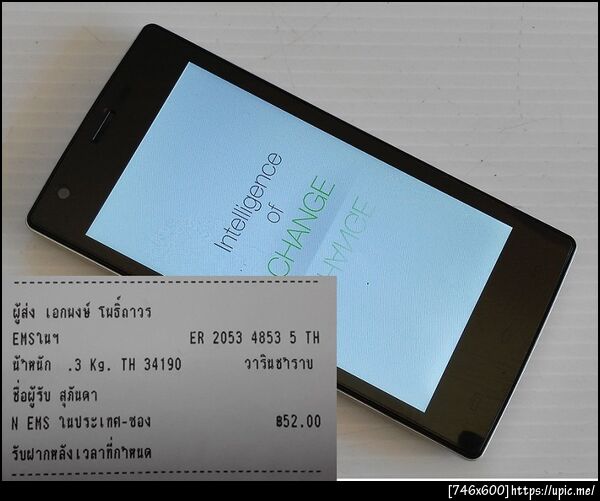 Intelligence
of
CHANGE
CHANGE
ผู้ส่ง เอกพงษ์ โพธิ์ถาวร
EMSในฯ ER 2053 4853 5 TH
น้ำหนัก .3 Kg. TH 34190 วารินชำราบ
ชื่อผู้รับ สุภันดา
N EMS ในประเทศ-ซอง ฿52.00
รับฝากหลังเวลาที่กำหนด
[746x600]https://upic.me/